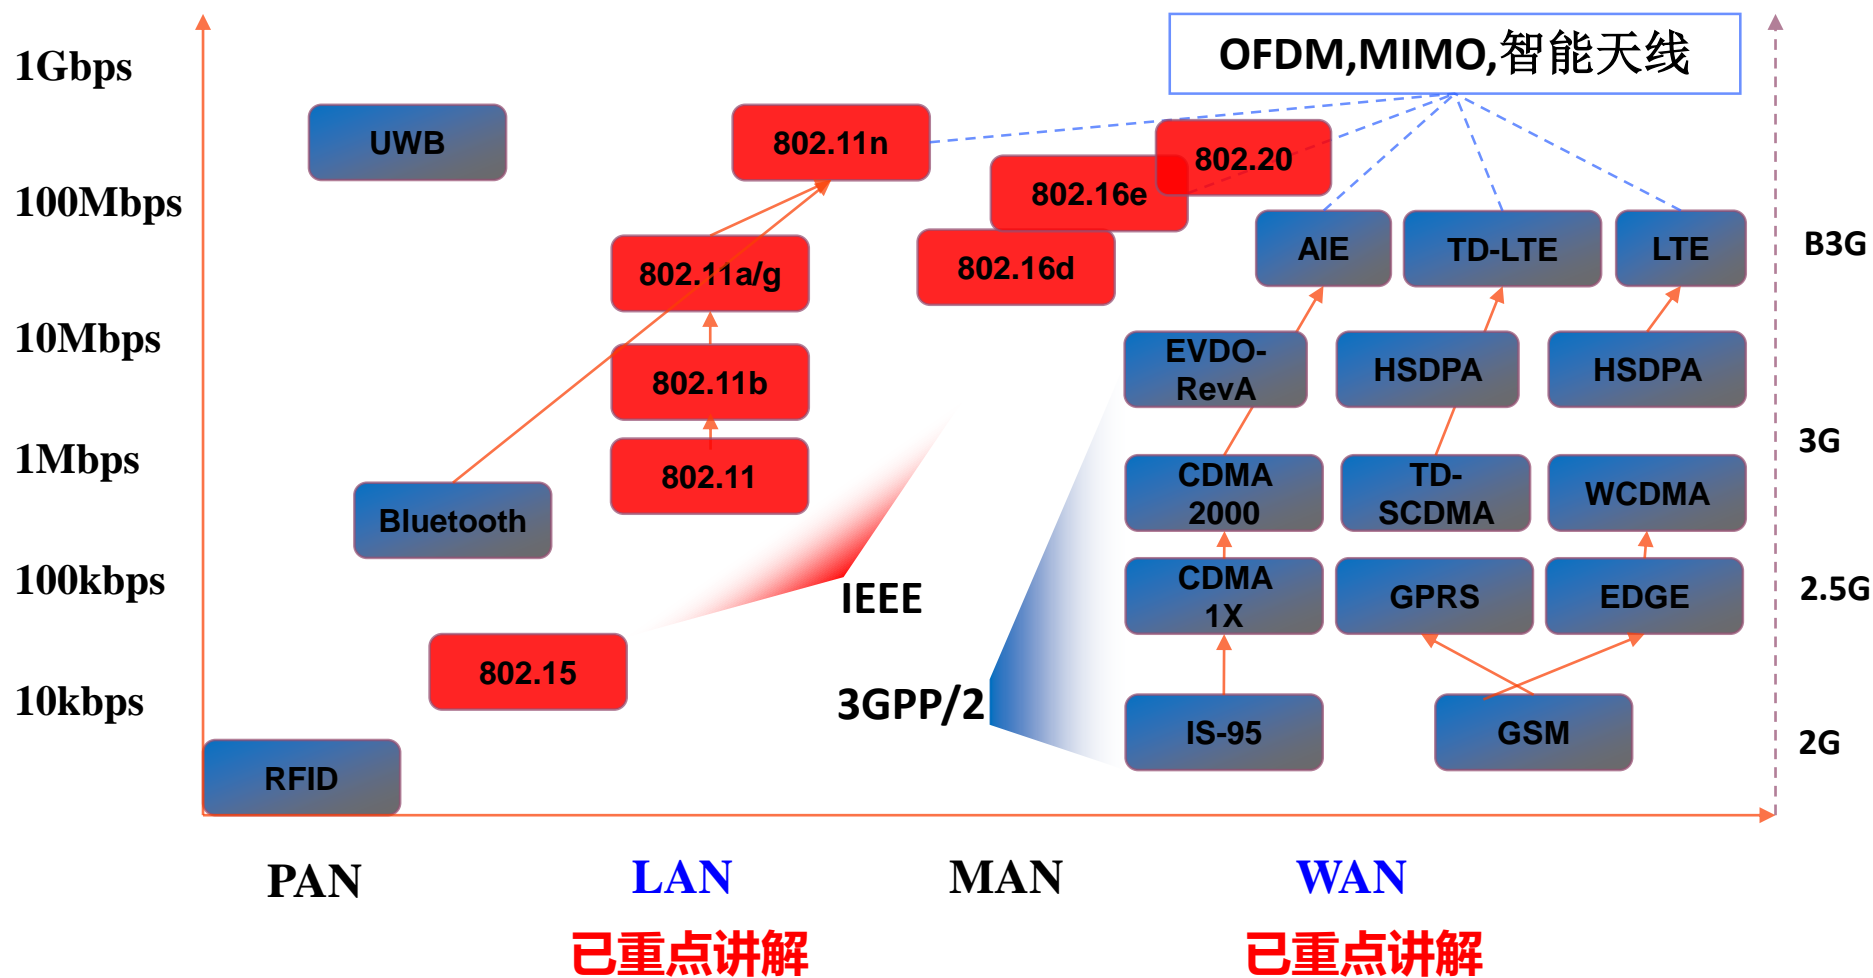 1Gbps
OFDM,MIMO,智能天线
UWB
802.11n
802.20
100Mbps
802.16e
802.11a/g
802.16d
AIE
TD-LTE
LTE
B3G
10Mbps
802.11b
EVDO-
RevA
HSDPA
HSDPA
3G
1Mbps
802.11
CDMA
2000
TD-
SCDMA
WCDMA
Bluetooth
100kbps
IEEE
CDMA
1X
GPRS
EDGE
2.5G
802.15
10kbps
3GPP/2
IS-95
GSM
2G
RFID
PAN
LAN
MAN
WAN
已重点讲解
已重点讲解